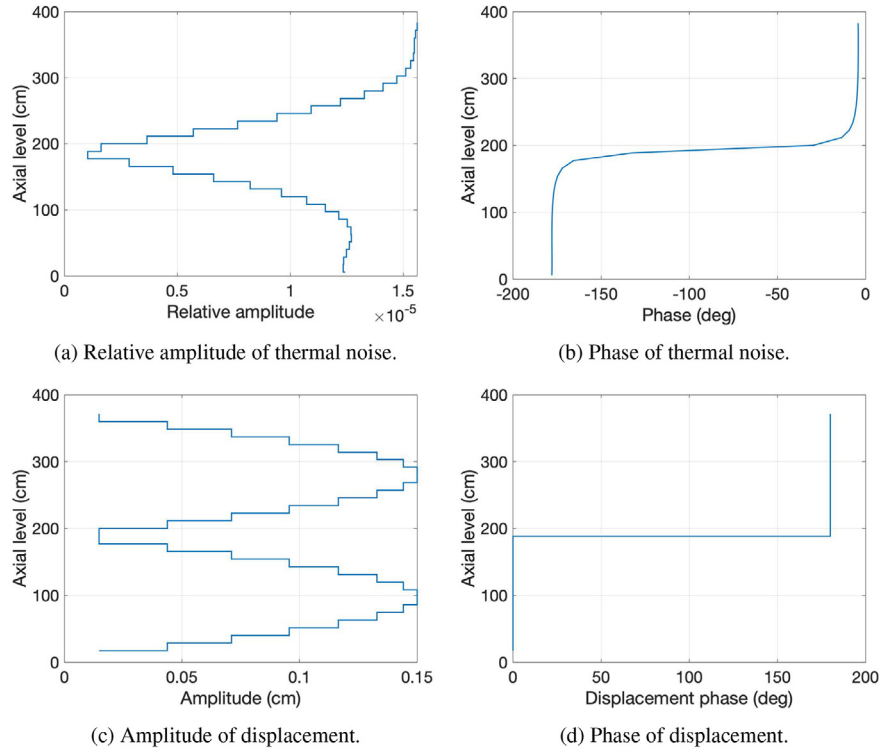 400
300
200
100
0
Axial level (cm)
0 0.5 1 1.5
Relative amplitude ×10-5
(a) Relative amplitude of thermal noise.
400
300
200
100
0
Axial level (cm)
-200 -150 -100 -50 0
Phase (deg)
(b) Phase of thermal noise.
400
300
200
100
0
Axial level (cm)
0 0.05 0.1 0.15
Amplitude (cm)
(c) Amplitude of displacement.
400
300
200
100
0
Axial level (cm)
0 50 100 150 200
Displacement phase (deg)
(d) Phase of displacement.